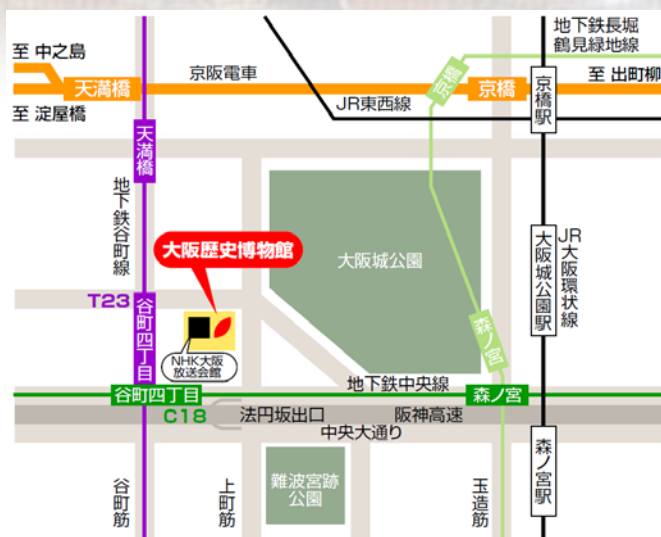 地下鉄長堀
鶴見緑地線
至 中之島
京阪電車
至 出町柳
天満橋
京橋
京橋
京橋駅
至 淀屋橋
JR東西線
天満橋
地下鉄谷町線
大阪歴史博物館
大阪城公園
大阪城公園駅
JR大阪環状線
T23
谷町四丁目
NHK大阪
放送会館
森ノ宮
地下鉄中央線
谷町四丁目
森ノ宮
C18
法円坂出口
阪神高速
中央大通り
森ノ宮駅
谷町筋
上町筋
難波宮跡
公園
玉造筋